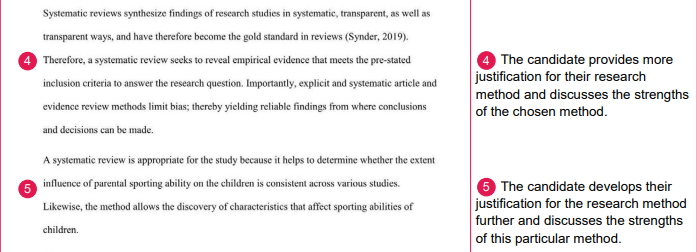 Systematic reviews synthesize findings of research studies in systematic, transparent, as well as
transparent ways, and have therefore become the gold standard in reviews (Synder, 2019).
4 Therefore, a systematic review seeks to reveal empirical evidence that meets the pre-stated
inclusion criteria to answer the research question. Importantly, explicit and systematic article and
evidence review methods limit bias; thereby yielding reliable findings from where conclusions
and decisions can be made.
A systematic review is appropriate for the study because it helps to determine whether the extent
5 influence of parental sporting ability on the children is consistent across various studies.
Likewise, the method allows the discovery of characteristics that affect sporting abilities of
children.
4 The candidate provides more
justification for their research
method and discusses the strengths
of the chosen method.
5 The candidate develops their
justification for the research method
further and discusses the strengths
of this particular method.